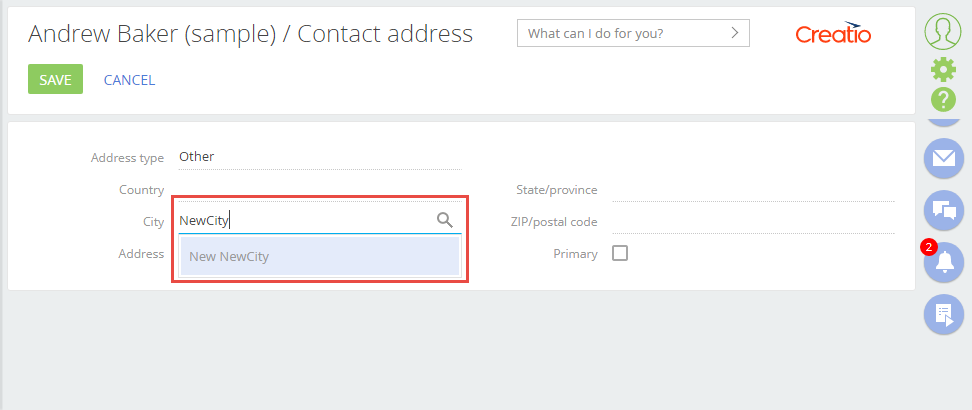 Andrew Baker (sample) / Contact address
What can I do for you?
Creatio
SAVE
CANCEL
?
Address type
Other
Country
State/province
City
NewCity
ZIP/postal code
Address
New NewCity
Primary
2